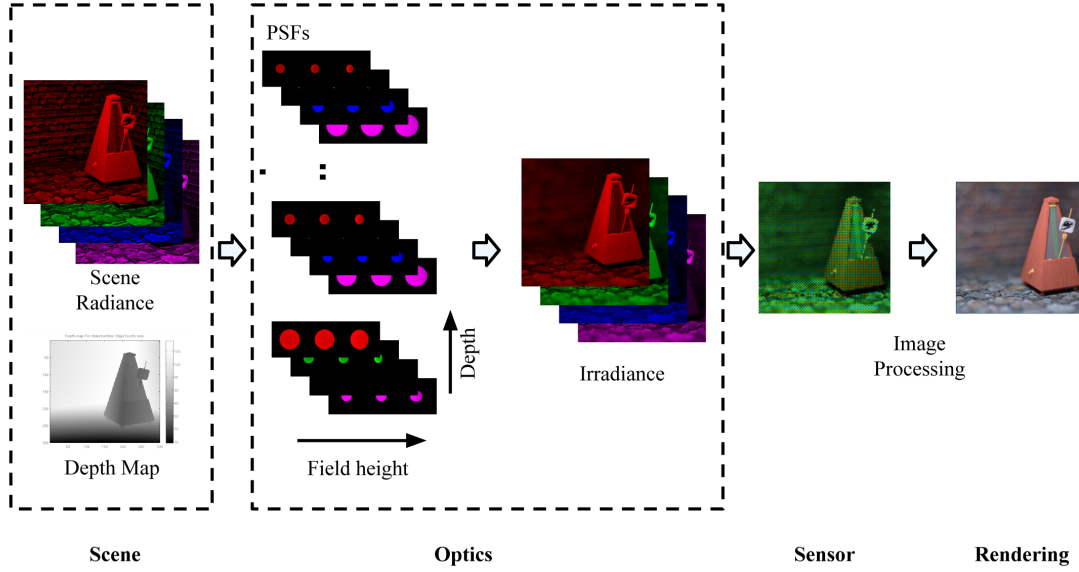 PSFs
Scene
Radiance
Depth
Irradiance
Image
Processing
Depth Map
Field height
Scene
Optics
Sensor
Rendering